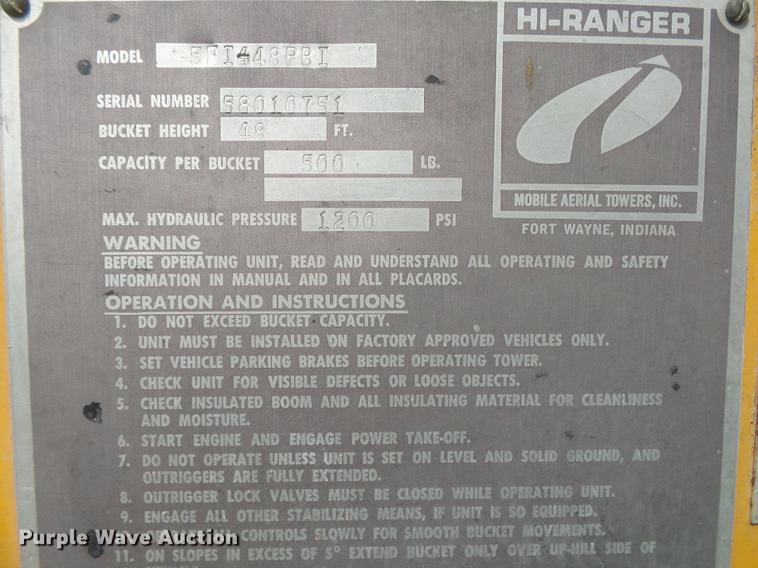 HI-RANGER
MODEL 5FI448PBI
SERIAL NUMBER 58010751
BUCKET HEIGHT 48 FT.
CAPACITY PER BUCKET 500 LB.
MOBILE AERIAL TOWERS, INC.
MAX. HYDRAULIC PRESSURE 1200 PSI
FORT WAYNE, INDIANA
WARNING
BEFORE OPERATING UNIT, READ AND UNDERSTAND ALL OPERATING AND SAFETY
INFORMATION IN MANUAL AND IN ALL PLACARDS.
OPERATION AND INSTRUCTIONS
1. DO NOT EXCEED BUCKET CAPACITY.
2. UNIT MUST BE INSTALLED ON FACTORY APPROVED VEHICLES ONLY.
3. SET VEHICLE PARKING BRAKES BEFORE OPERATING TOWER.
4. CHECK UNIT FOR VISIBLE DEFECTS OR LOOSE OBJECTS.
5. CHECK INSULATED BOOM AND ALL INSULATING MATERIAL FOR CLEANLINESS
AND MOISTURE.
6. START ENGINE AND ENGAGE POWER TAKE-OFF.
7. DO NOT OPERATE UNLESS UNIT IS SET ON LEVEL AND SOLID GROUND, AND
OUTRIGGERS ARE FULLY EXTENDED.
8. OUTRIGGER LOCK VALVES MUST BE CLOSED WHILE OPERATING UNIT.
9. ENGAGE ALL OTHER STABILIZING MEANS, IF UNIT IS SO EQUIPPED.
CONTROLS SLOWLY FOR SMOOTH BUCKET MOVEMENTS.
Purple Wave Auction
11. ON SLOPES IN EXCESS OF 5° EXTEND BUCKET ONLY OVER UP-HILL SIDE OF